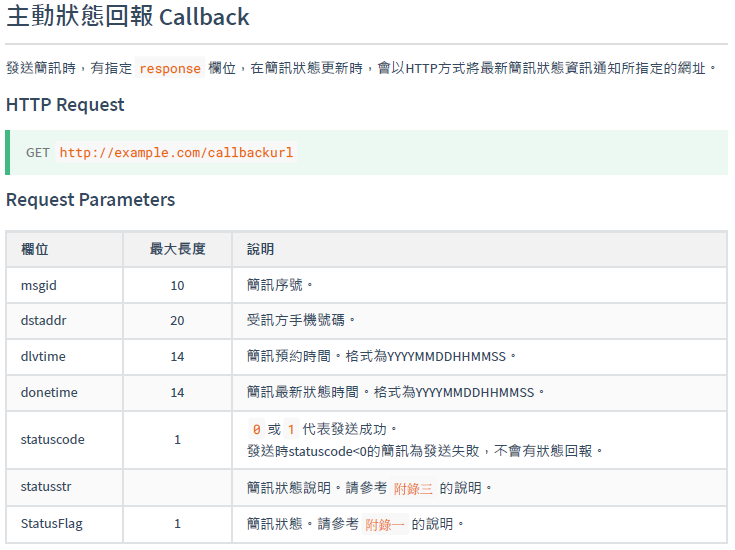 主動狀態回報 Callback
發送簡訊時，有指定 response 欄位，在簡訊狀態更新時，會以HTTP方式將最新簡訊狀態資訊通知所指定的網址。
HTTP Request
GET http://example.com/callbackurl
Request Parameters
欄位 最大長度 說明
msgid 10 簡訊序號。
dstaddr 20 受訊方手機號碼。
dlvtime 14 簡訊預約時間。格式為YYYYMMDDHHMMSS。
donetime 14 簡訊最新狀態時間。格式為YYYYMMDDHHMMSS。
statuscode 1 0 或 1 代表發送成功。
發送時statuscode<0的簡訊為發送失敗，不會有狀態回報。
statusstr 簡訊狀態說明。請參考 附錄三 的說明。
StatusFlag 1 簡訊狀態。請參考 附錄一 的說明。